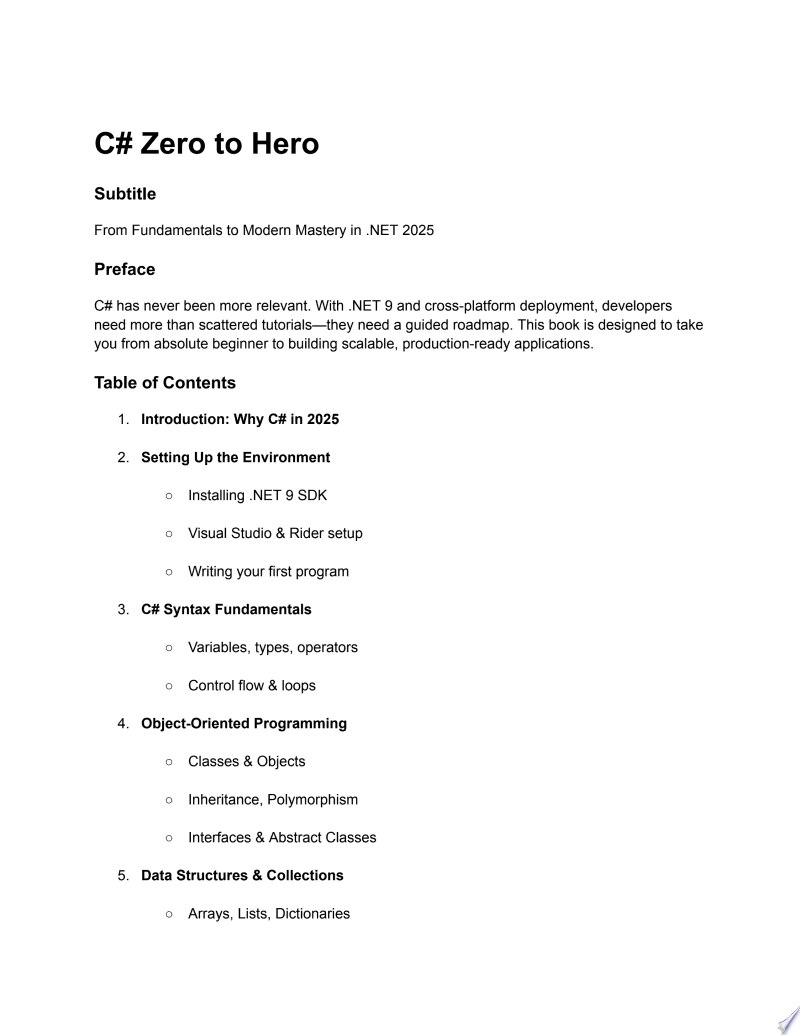 C# Zero to Hero
Subtitle
From Fundamentals to Modern Mastery in .NET 2025
Preface
C# has never been more relevant. With .NET 9 and cross-platform deployment, developers
need more than scattered tutorials—they need a guided roadmap. This book is designed to take
you from absolute beginner to building scalable, production-ready applications.
Table of Contents
1. Introduction: Why C# in 2025
2. Setting Up the Environment
○ Installing .NET 9 SDK
○ Visual Studio & Rider setup
○ Writing your first program
3. C# Syntax Fundamentals
○ Variables, types, operators
○ Control flow & loops
4. Object-Oriented Programming
○ Classes & Objects
○ Inheritance, Polymorphism
○ Interfaces & Abstract Classes
5. Data Structures & Collections
○ Arrays, Lists, Dictionaries